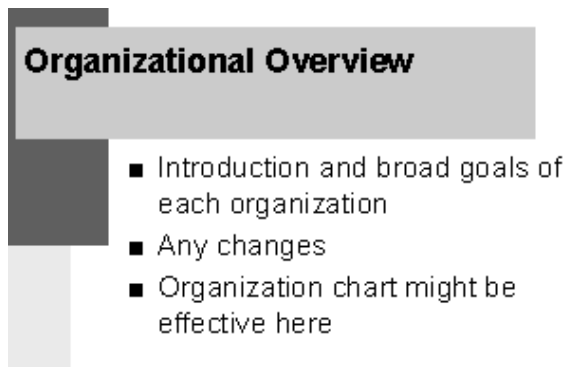 Organizational Overview
■ Introduction and broad goals of
each organization
■ Any changes
■ Organization chart might be
effective here